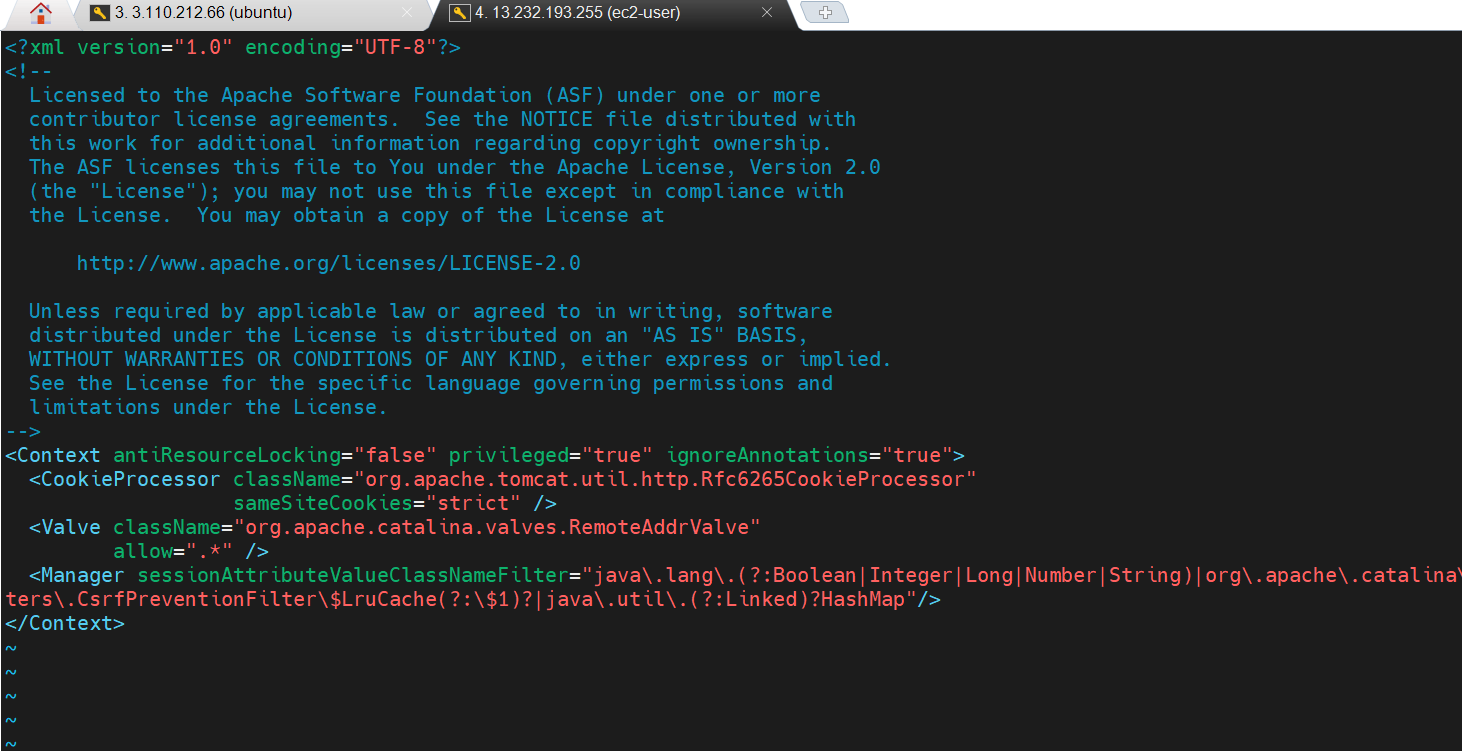 3. 3.110.212.66 (ubuntu)
4. 13.232.193.255 (ec2-user)
<?xml version="1.0" encoding="UTF-8"?>
<!--
  Licensed to the Apache Software Foundation (ASF) under one or more
  contributor license agreements.  See the NOTICE file distributed with
  this work for additional information regarding copyright ownership.
  The ASF licenses this file to You under the Apache License, Version 2.0
  (the "License"); you may not use this file except in compliance with
  the License.  You may obtain a copy of the License at

      http://www.apache.org/licenses/LICENSE-2.0

  Unless required by applicable law or agreed to in writing, software
  distributed under the License is distributed on an "AS IS" BASIS,
  WITHOUT WARRANTIES OR CONDITIONS OF ANY KIND, either express or implied.
  See the License for the specific language governing permissions and
  limitations under the License.
-->
<Context antiResourceLocking="false" privileged="true" ignoreAnnotations="true">
  <CookieProcessor className="org.apache.tomcat.util.http.Rfc6265CookieProcessor"
                   sameSiteCookies="strict" />
  <Valve className="org.apache.catalina.valves.RemoteAddrValve"
         allow=".*" />
  <Manager sessionAttributeValueClassNameFilter="java\.lang\.(?:Boolean|Integer|Long|Number|String)|org\.apache\.catalina\
ters\.CsrfPreventionFilter\$LruCache(?:\$1)?|java\.util\.(?:Linked)?HashMap"/>
</Context>
~
~
~
~
~